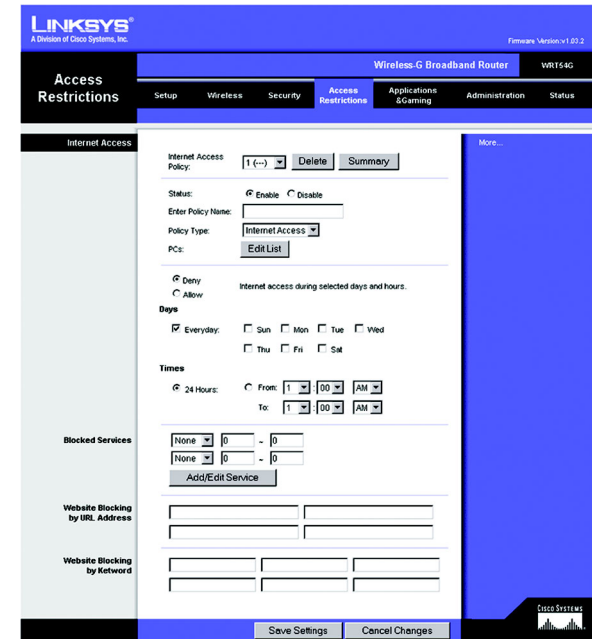 LINKSYS®
A Division of Cisco Systems, Inc.
Firmware Version:v1.03.2
Wireless-G Broadband Router WRT54G
Access Restrictions
Setup Wireless Security Access Restrictions Applications &Gaming Administration Status
Internet Access
More...
Internet Access Policy: 1 (---) Delete Summary
Status: Enable Disable
Enter Policy Name:
Policy Type: Internet Access
PCs: Edit List
Deny
Allow
Internet access during selected days and hours.
Days
Everyday: Sun Mon Tue Wed
Thu Fri Sat
Times
24 Hours: From: 1 : 00 AM
To: 1 : 00 AM
Blocked Services
None 0 ~ 0
None 0 ~ 0
Add/Edit Service
Website Blocking by URL Address
Website Blocking by Ketword
Save Settings Cancel Changes
CISCO SYSTEMS